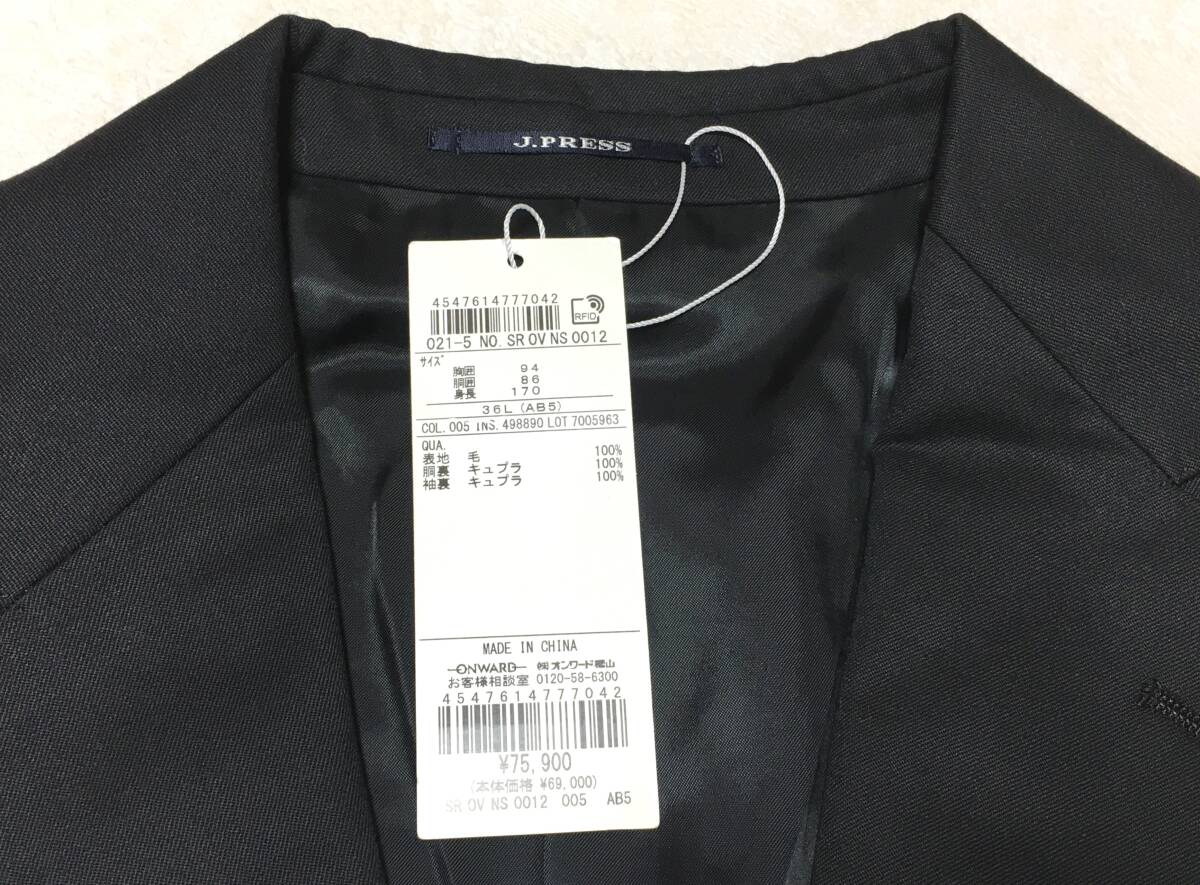 J.PRESS
4547614777042
RFID
021-5 NO. SR OV NS 0012
サイズ
胸囲 94
胴囲 86
身長 170
36L (AB5)
COL. 005 INS. 498890 LOT 7005963
QUA.
表地 毛 100%
胴裏 キュプラ 100%
袖裏 キュプラ 100%
MADE IN CHINA
ONWARD ㈱オンワード樫山
お客様相談室 0120-58-6300
4547614777042
¥75,900
(本体価格 ¥69,000)
SR OV NS 0012 005 AB5